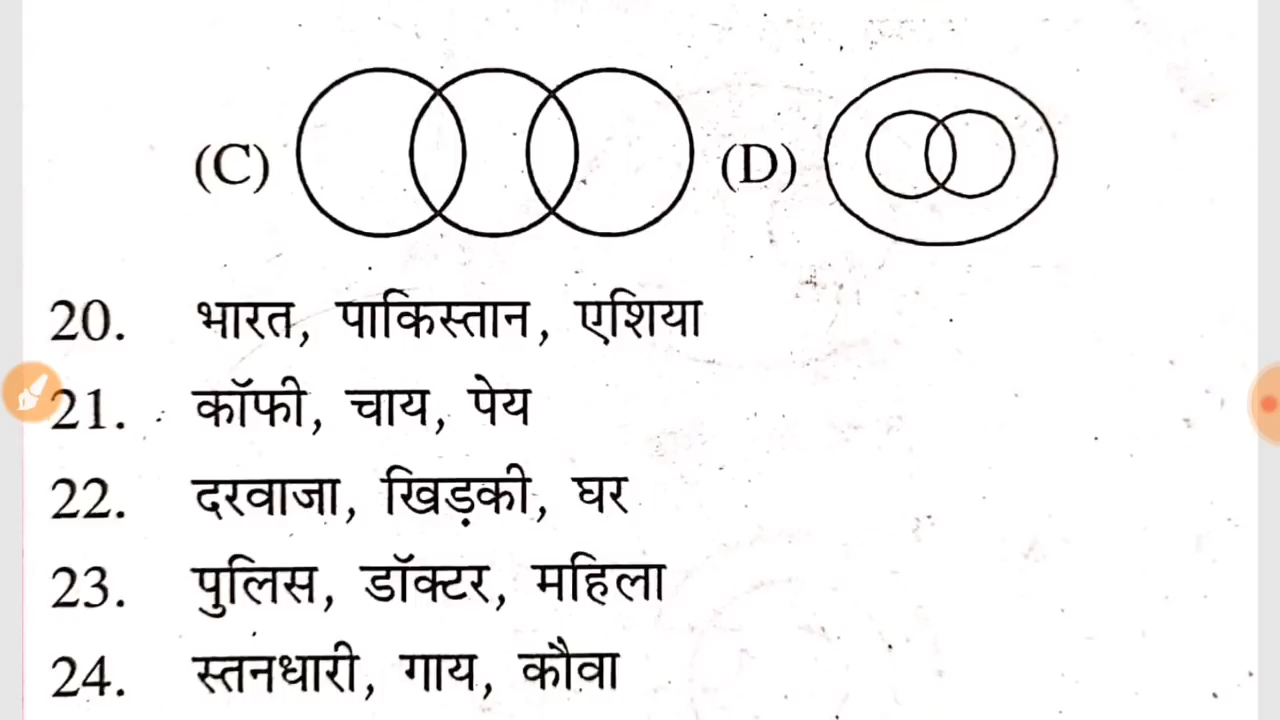 (C) (D)
20. भारत, पाकिस्तान, एशिया
21. कॉफी, चाय, पेय
22. दरवाजा, खिड़की, घर
23. पुलिस, डॉक्टर, महिला
24. स्तनधारी, गाय, कौवा